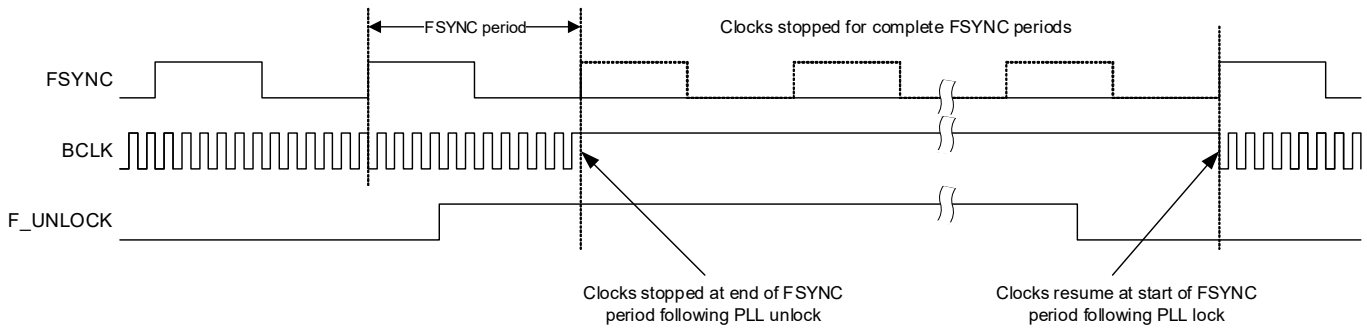 FSYNC period
Clocks stopped for complete FSYNC periods
FSYNC
BCLK
F_UNLOCK
Clocks stopped at end of FSYNC
period following PLL unlock
Clocks resume at start of FSYNC
period following PLL lock